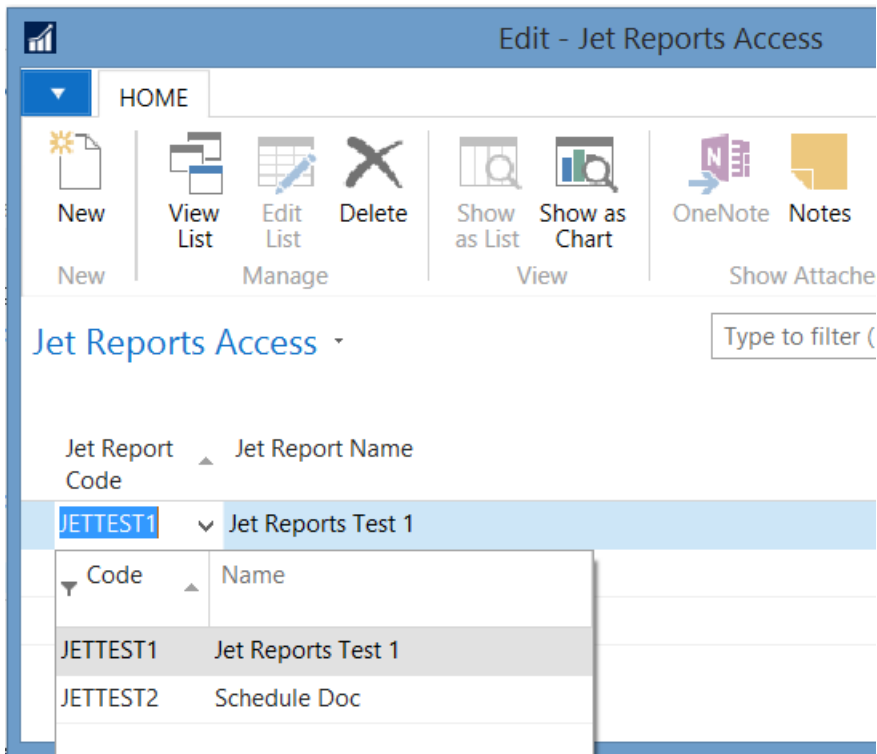 Edit - Jet Reports Access
HOME
New
View List
Edit List
Delete
Show as List
Show as Chart
OneNote
Notes
New
Manage
View
Show Attache
Jet Reports Access
Type to filter (
Jet Report Code
Jet Report Name
JETTEST1 Jet Reports Test 1
Code Name
JETTEST1 Jet Reports Test 1
JETTEST2 Schedule Doc